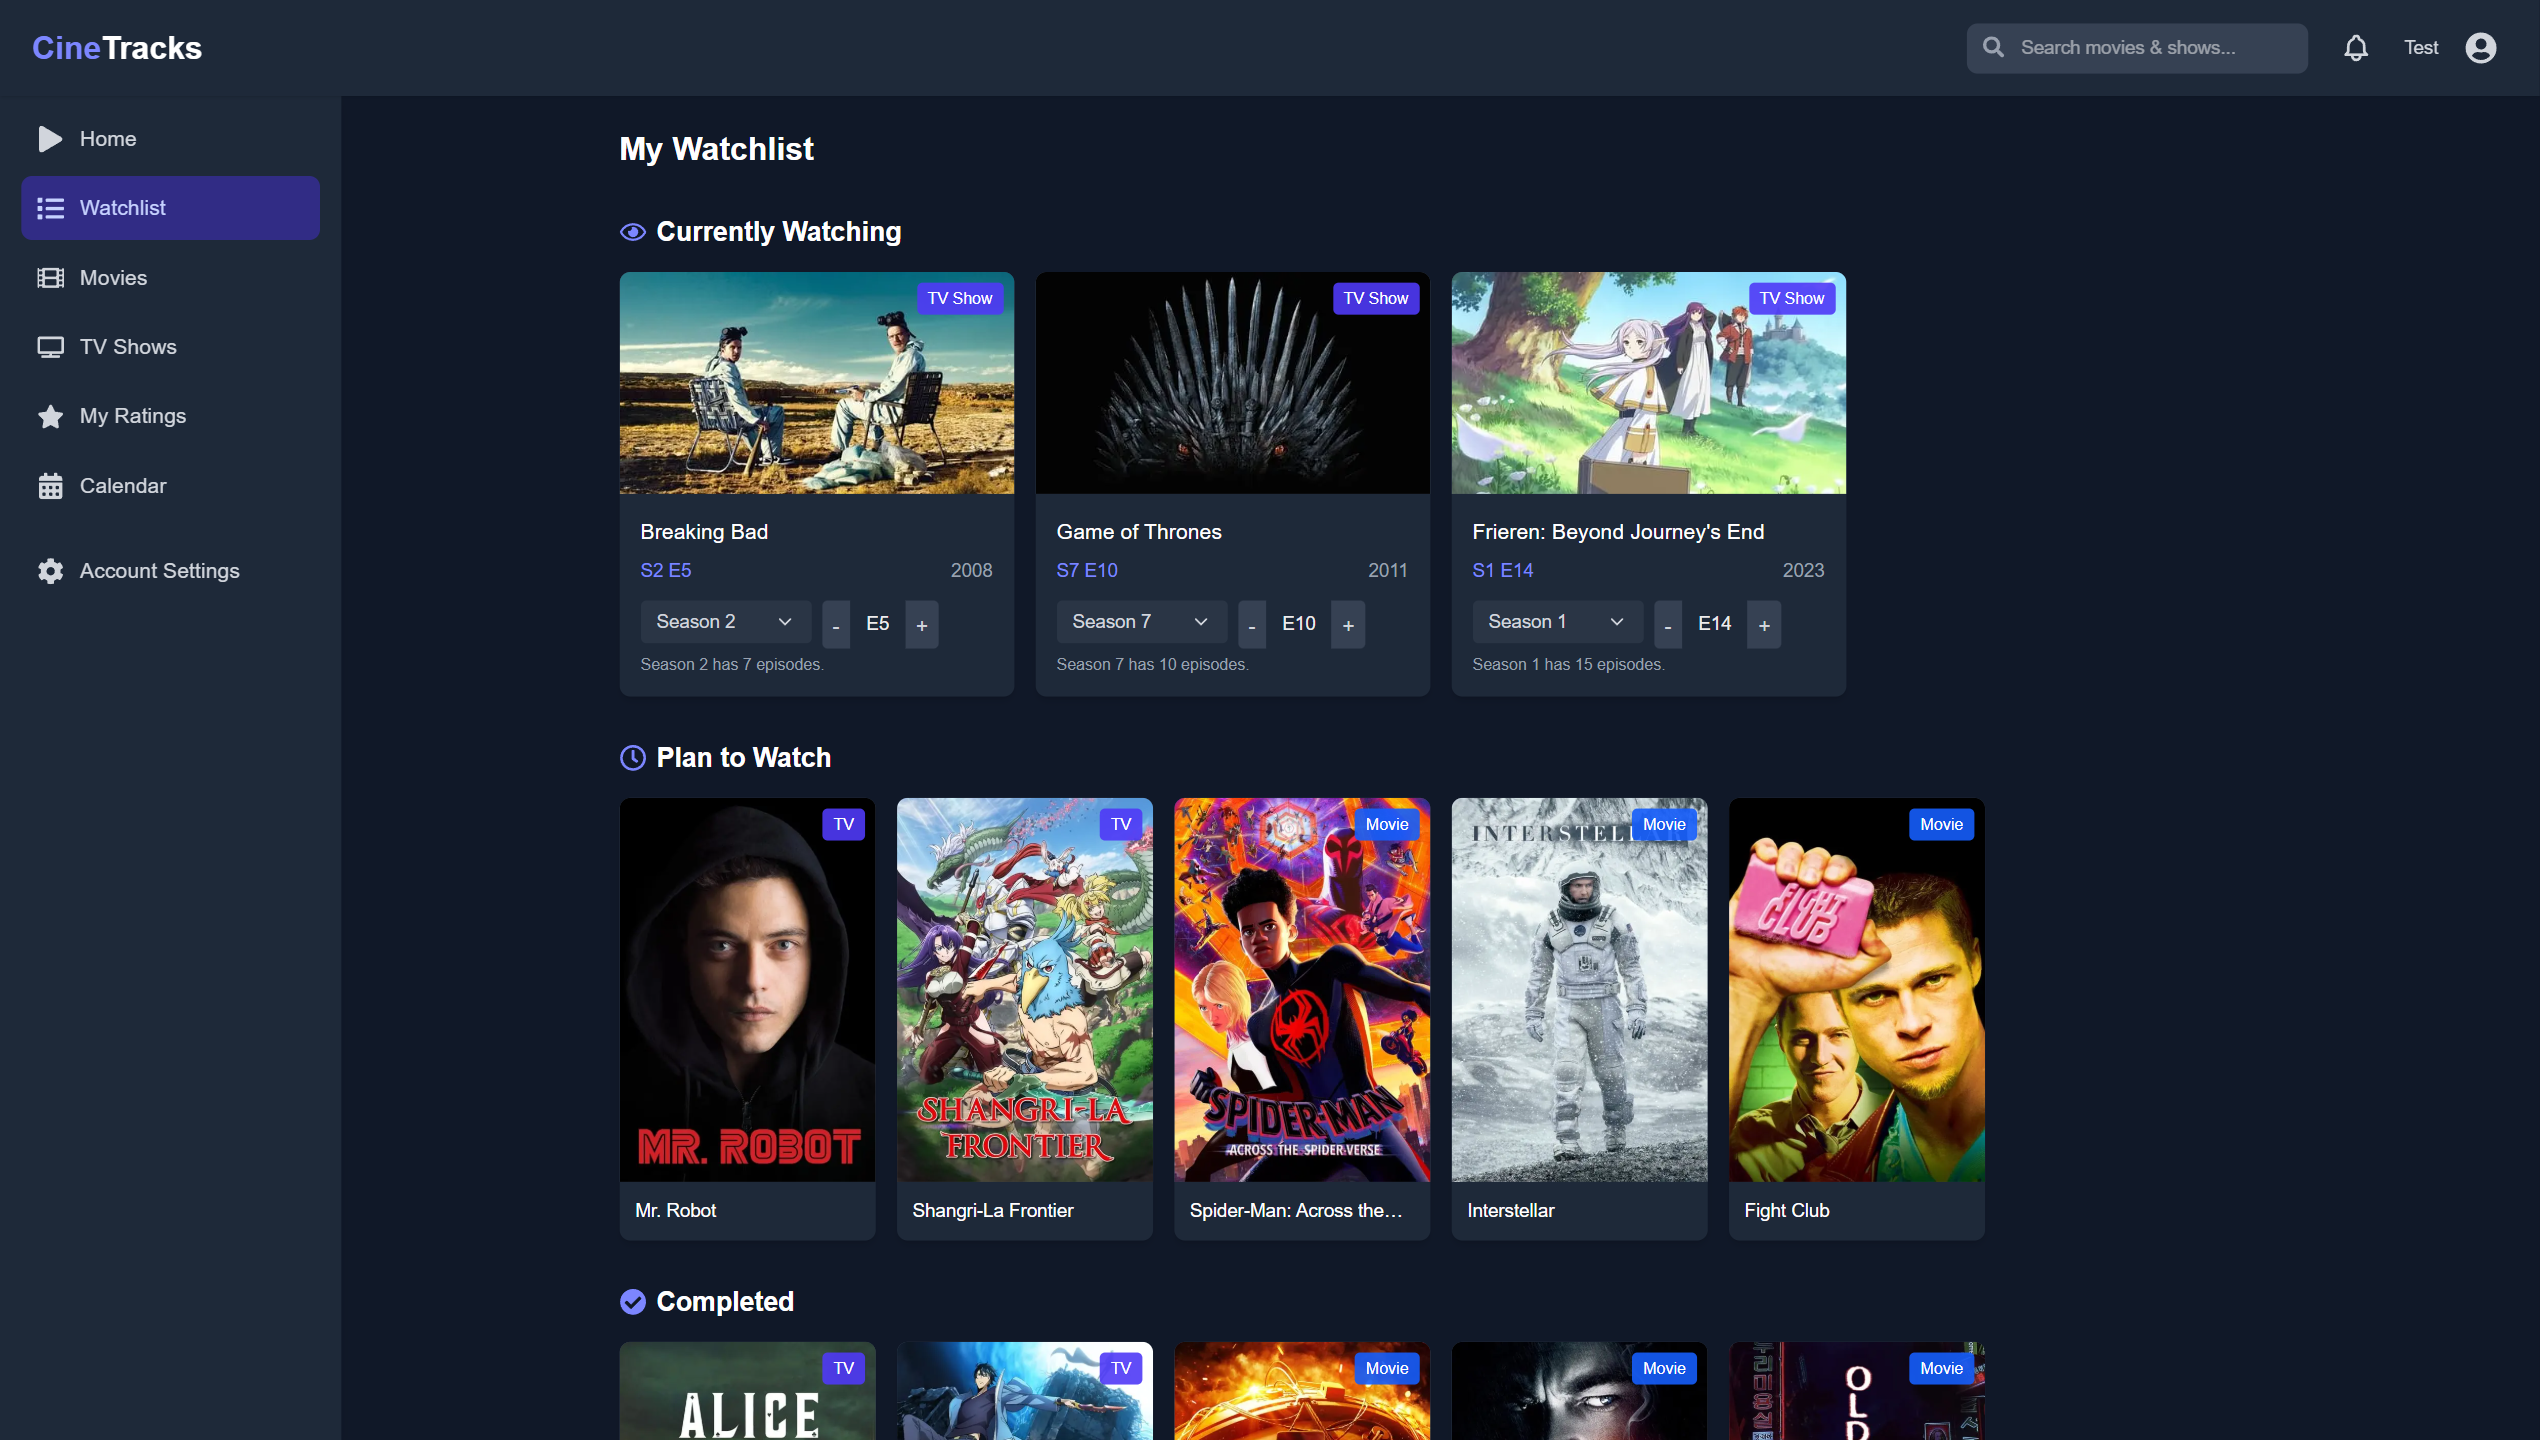 CineTracks
Search movies & shows...
Test
Home
Watchlist
Movies
TV Shows
My Ratings
Calendar
Account Settings
My Watchlist
Currently Watching
TV Show
Breaking Bad
S2 E5
2008
Season 2
-
E5
+
Season 2 has 7 episodes.
TV Show
Game of Thrones
S7 E10
2011
Season 7
-
E10
+
Season 7 has 10 episodes.
TV Show
Frieren: Beyond Journey's End
S1 E14
2023
Season 1
-
E14
+
Season 1 has 15 episodes.
Plan to Watch
TV
MR. ROBOT
Mr. Robot
TV
SHANGRI-LA
FRONTIER
Shangri-La Frontier
Movie
SPIDER-MAN
ACROSS THE SPIDER-VERSE
Spider-Man: Across the...
Movie
INTERSTELLAR
Interstellar
Movie
FIGHT
CLUB
Fight Club
Completed
TV
ALICE
TV
Movie
Movie
Movie
OLD